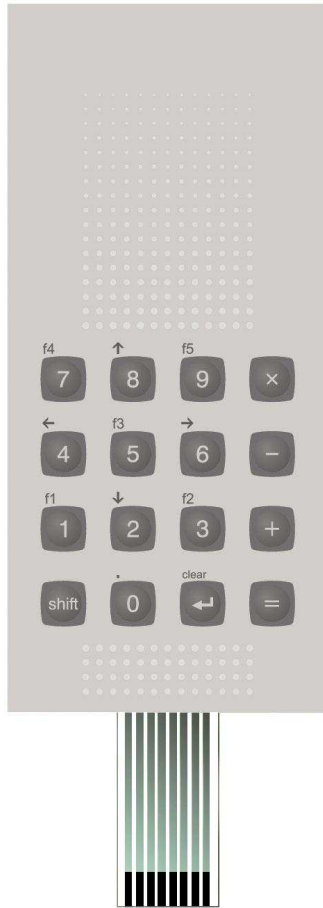 f4 ↑ f5
7 8 9 ×
← f3 →
4 5 6 −
f1 ↓ f2
1 2 3 +
. clear
shift 0 ↵ =